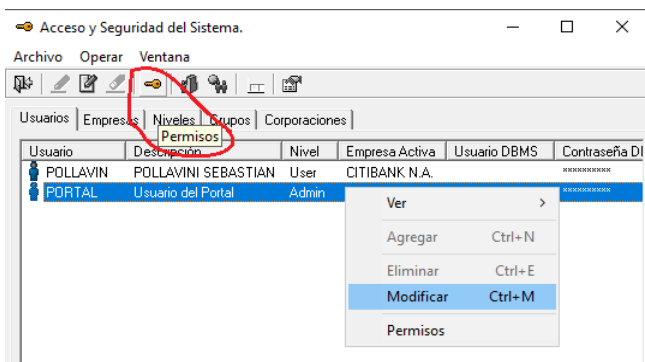 Acceso y Seguridad del Sistema.
Archivo Operar Ventana
Usuarios Empresas Niveles Grupos Corporaciones
Permisos
Usuario Descripción Nivel Empresa Activa Usuario DBMS Contraseña D
POLLAVIN POLLAVINI SEBASTIAN User CITIBANK N.A. **********
PORTAL Usuario del Portal Admin **********
Ver
Agregar Ctrl+N
Eliminar Ctrl+E
Modificar Ctrl+M
Permisos